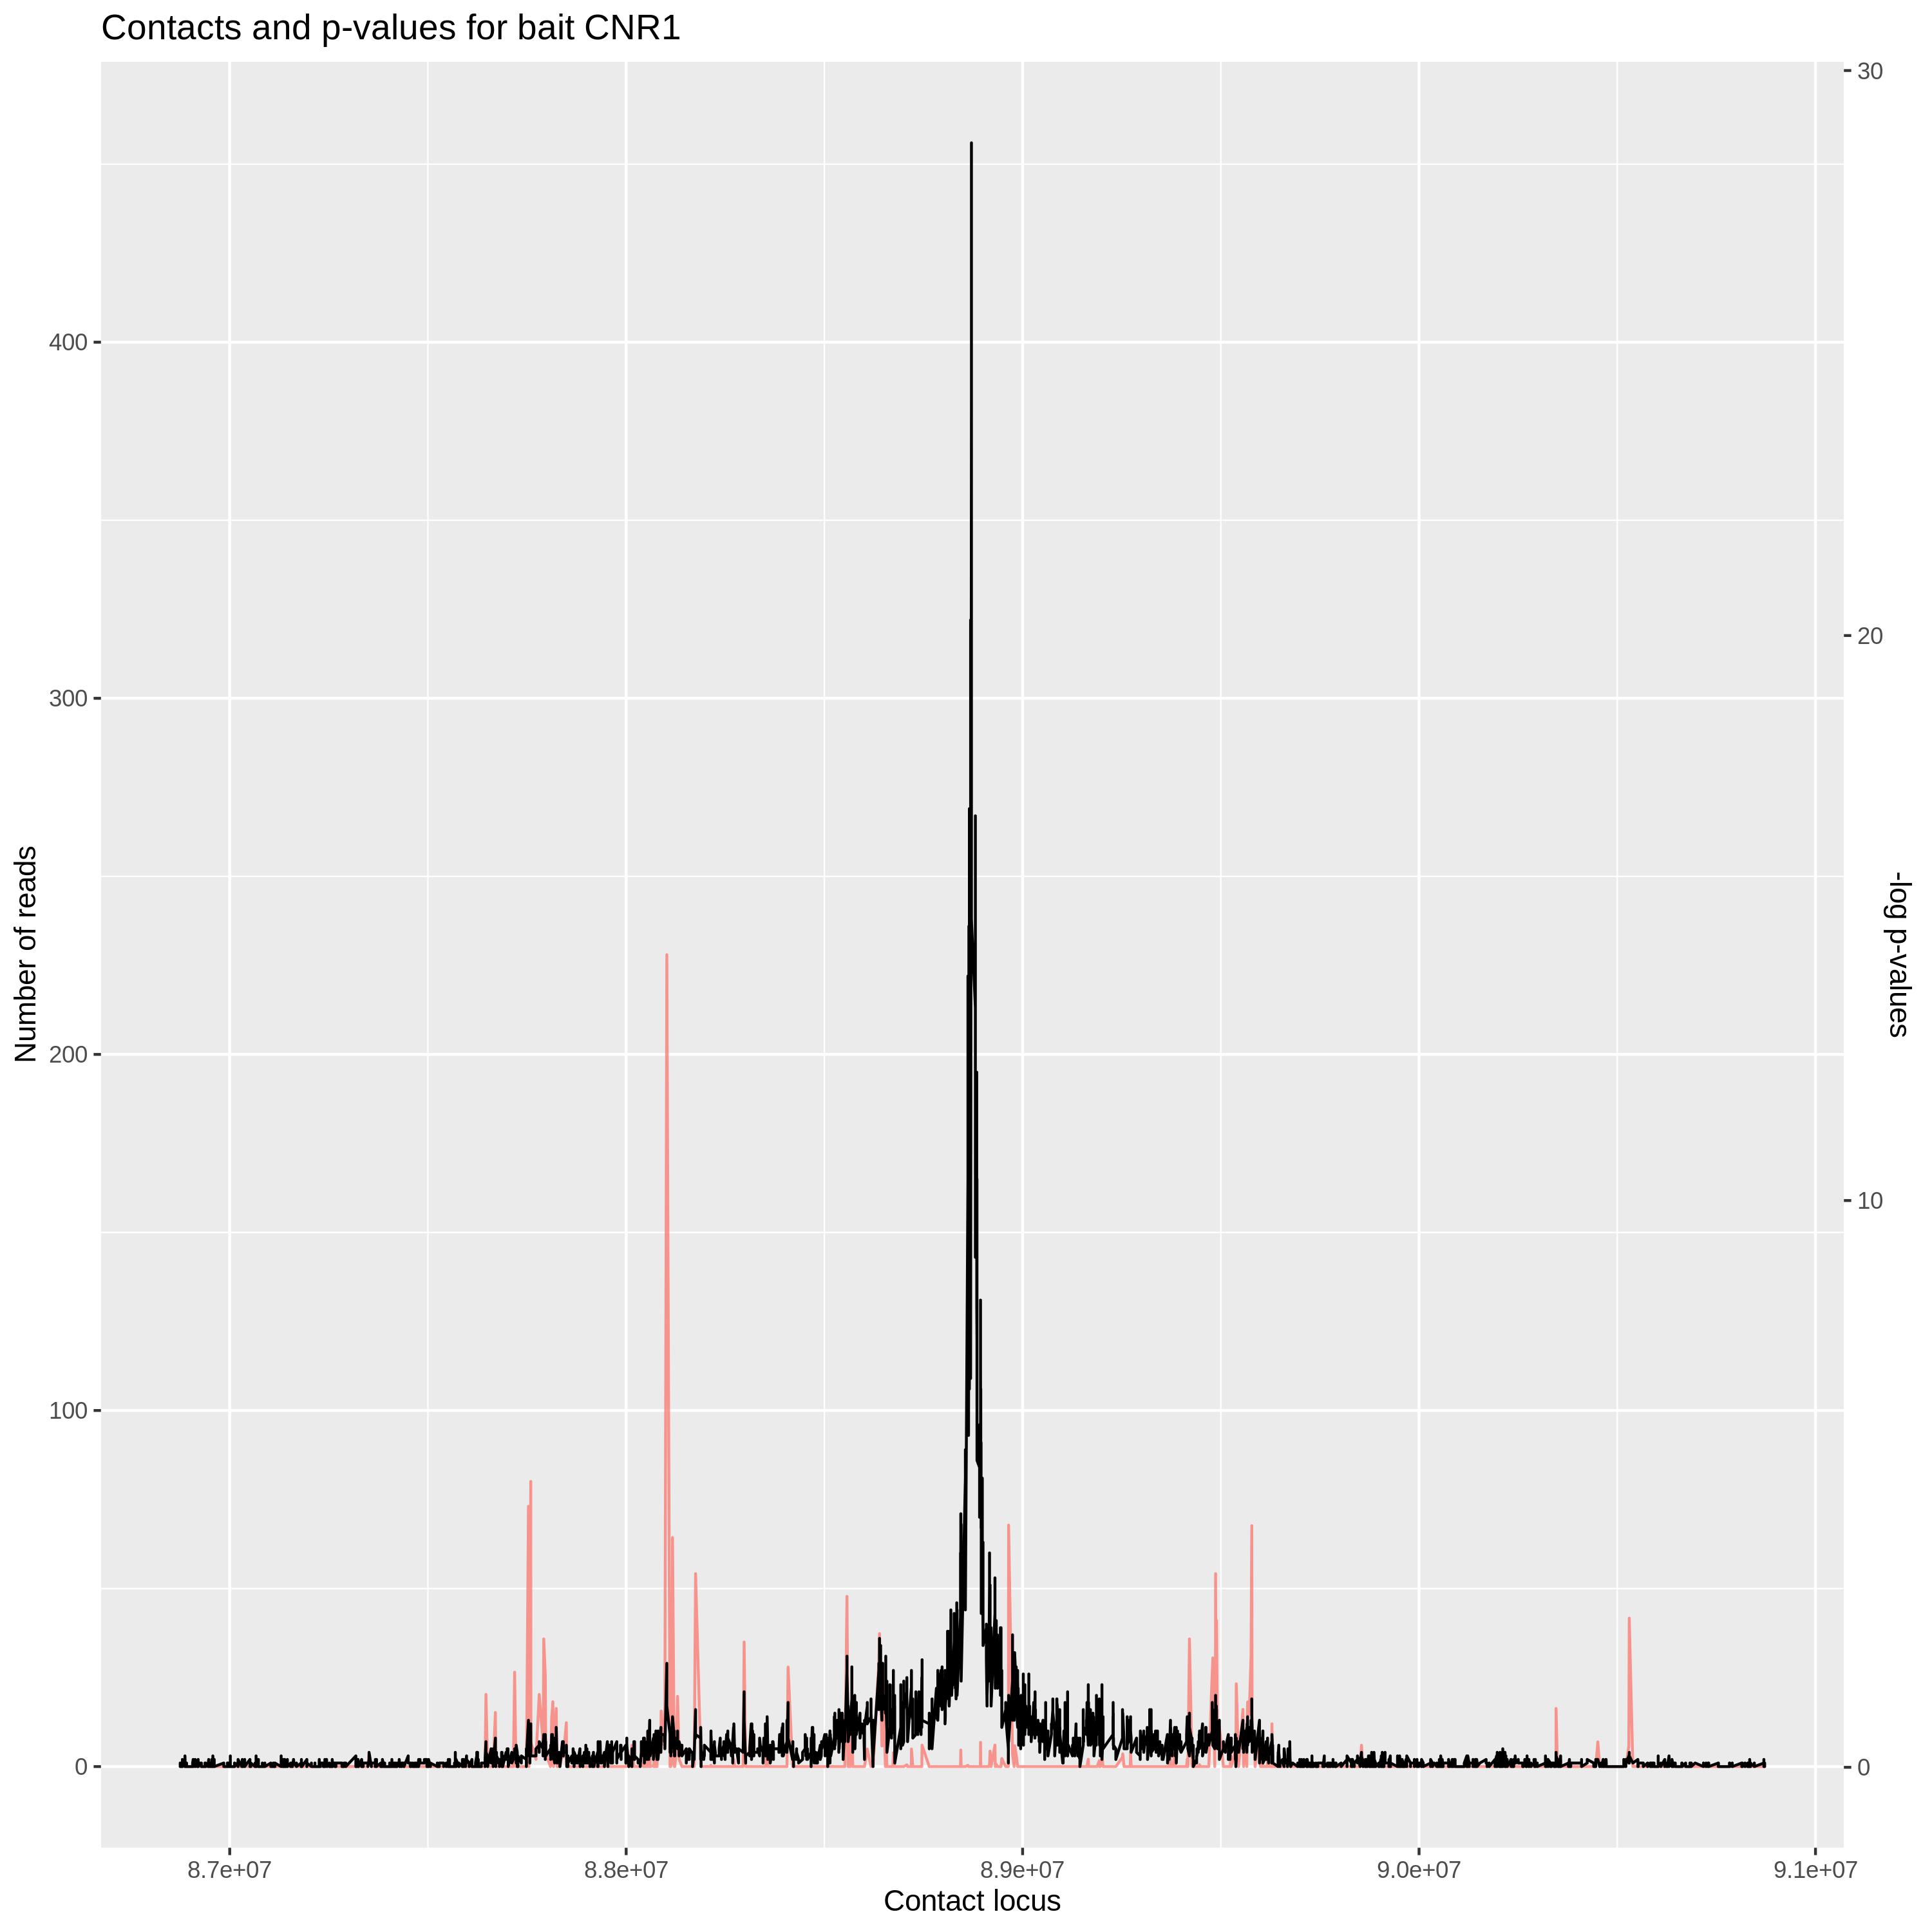 Contacts and p-values for bait CNR1
30
400
20
300
Number of reads
-log p-values
200
10
100
0
0
8.7e+07
8.8e+07
8.9e+07
9.0e+07
9.1e+07
Contact locus